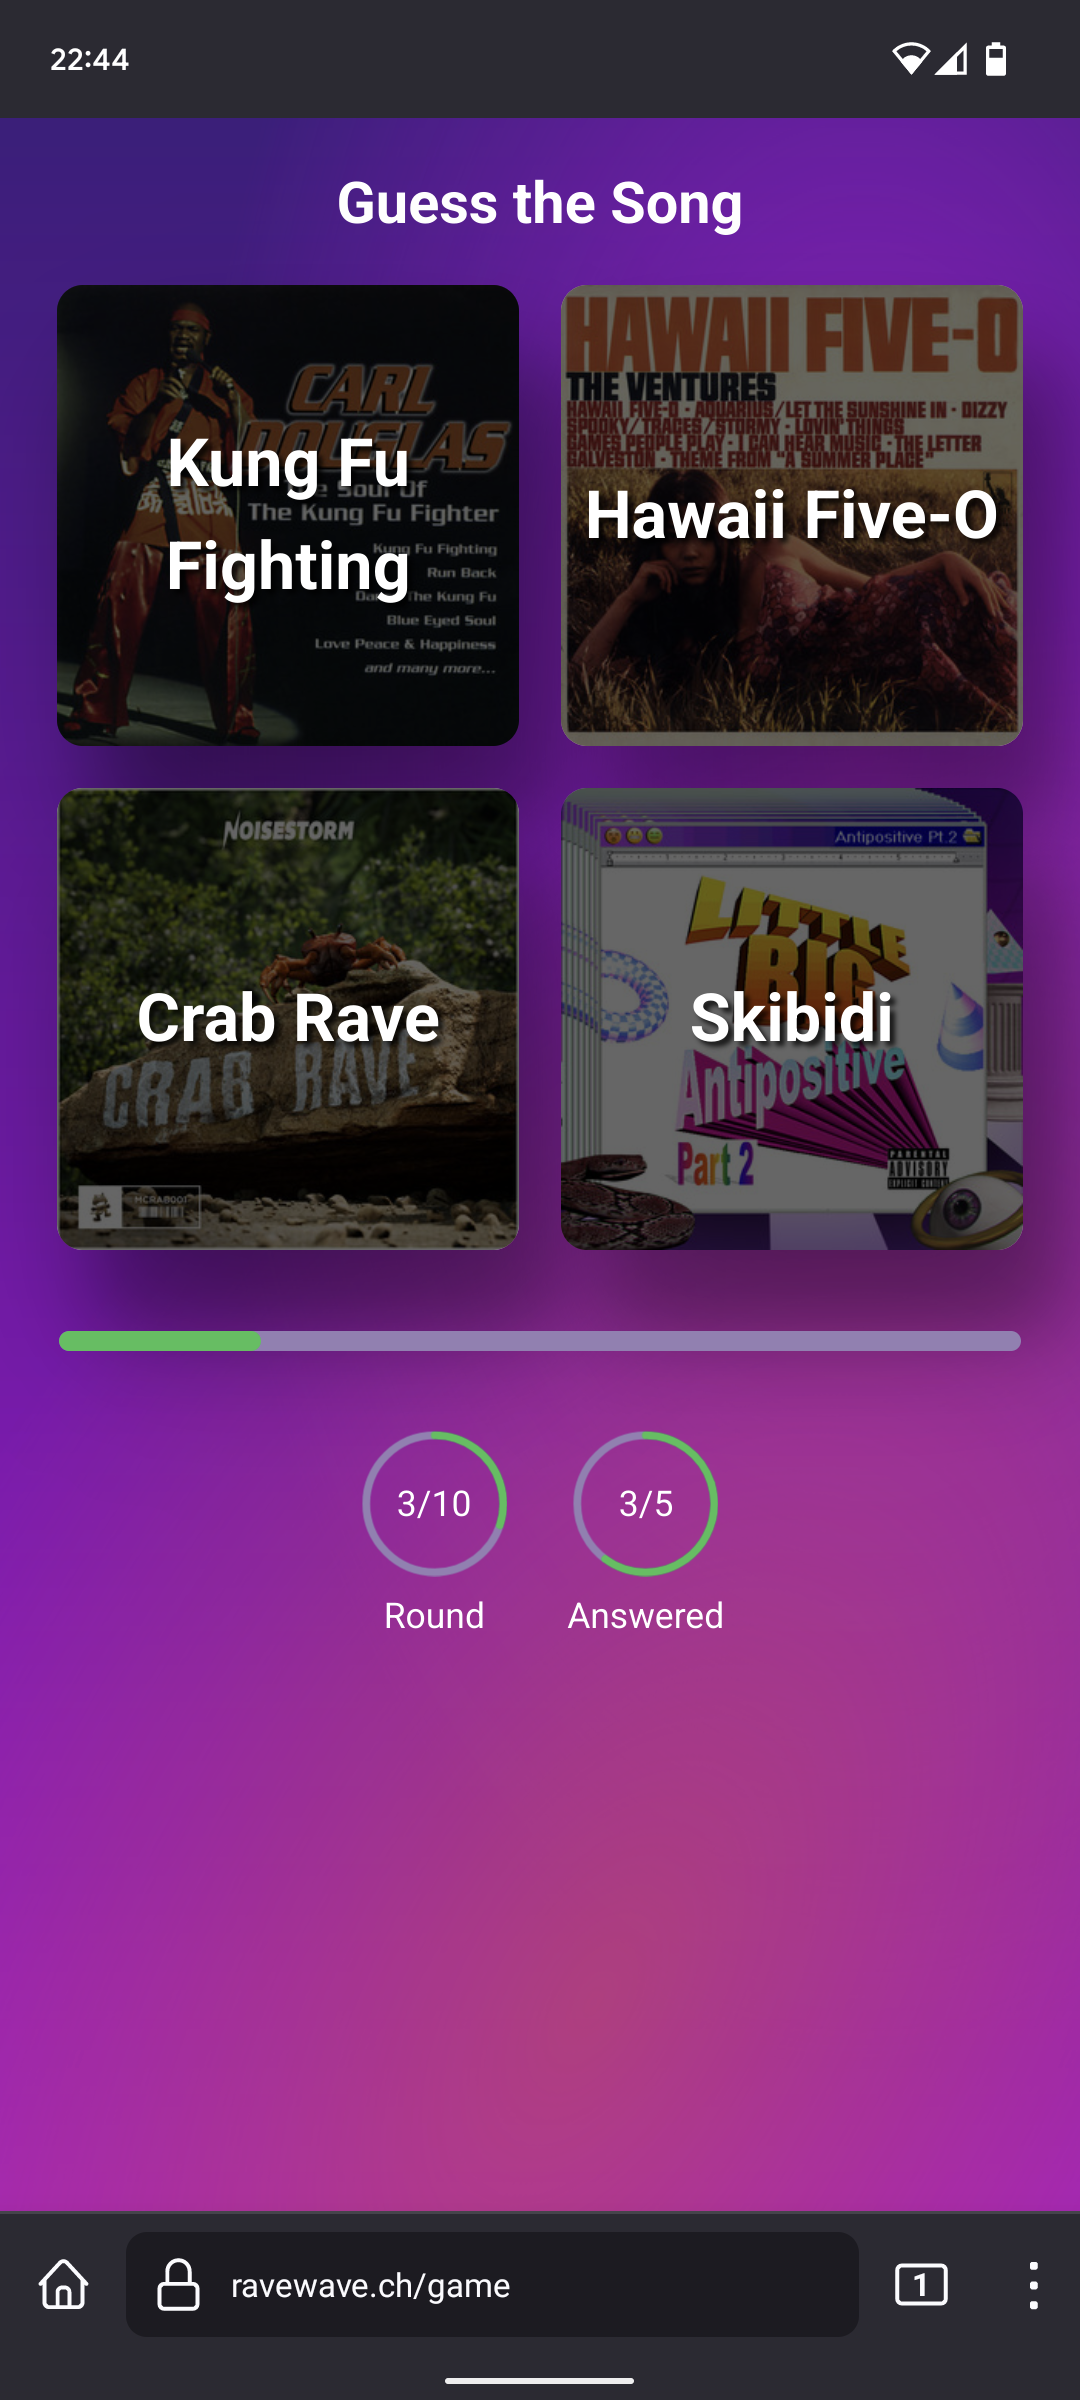 22:44
Guess the Song
CARL
DOUGLAS
Kung Fu
Fighting
The Soul Of
The Kung Fu Fighter
Kung Fu Fighting
Run Back
The Kung Fu
Blue Eyed Soul
Love Peace & Happiness
and many more...
HAWAII FIVE-O
THE VENTURES
HAWAII FIVE-O · AQUARIUS/LET THE SUNSHINE IN · DIZZY
SPOOKY/TRACES/STORMY · LOVIN' THINGS
GAMES PEOPLE PLAY · I CAN HEAR MUSIC · THE LETTER
GALVESTON · THEME FROM "A SUMMER PLACE"
Hawaii Five-O
NOISESTORM
Crab Rave
CRAB RAVE
MCRAB001
Antipositive Pt.2
LITTLE
BIG
Skibidi
Antipositive
Part 2
PARENTAL
ADVISORY
EXPLICIT CONTENT
3/10
3/5
Round
Answered
ravewave.ch/game
1